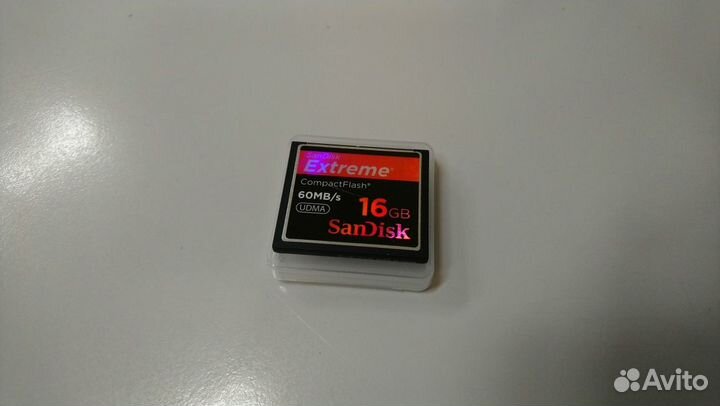 SanDisk
Extreme®
CompactFlash®
60MB/s
UDMA
16GB
SanDisk
Avito